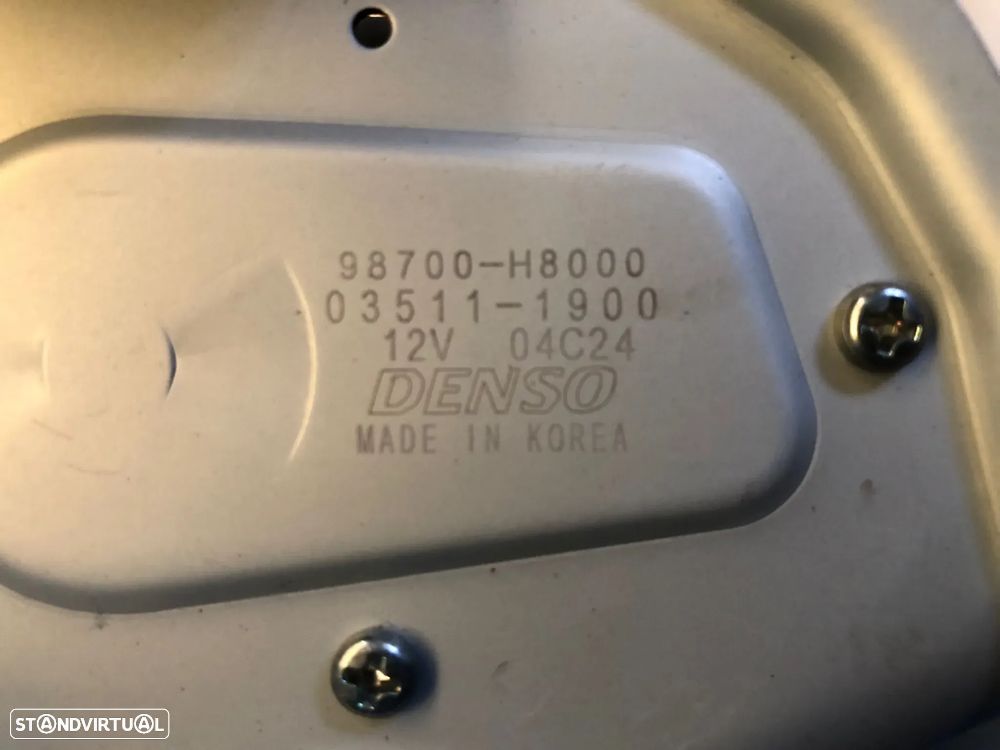 98700-H8000
03511-1900
12V 04C24
DENSO
MADE IN KOREA
STANDVIRTUAL